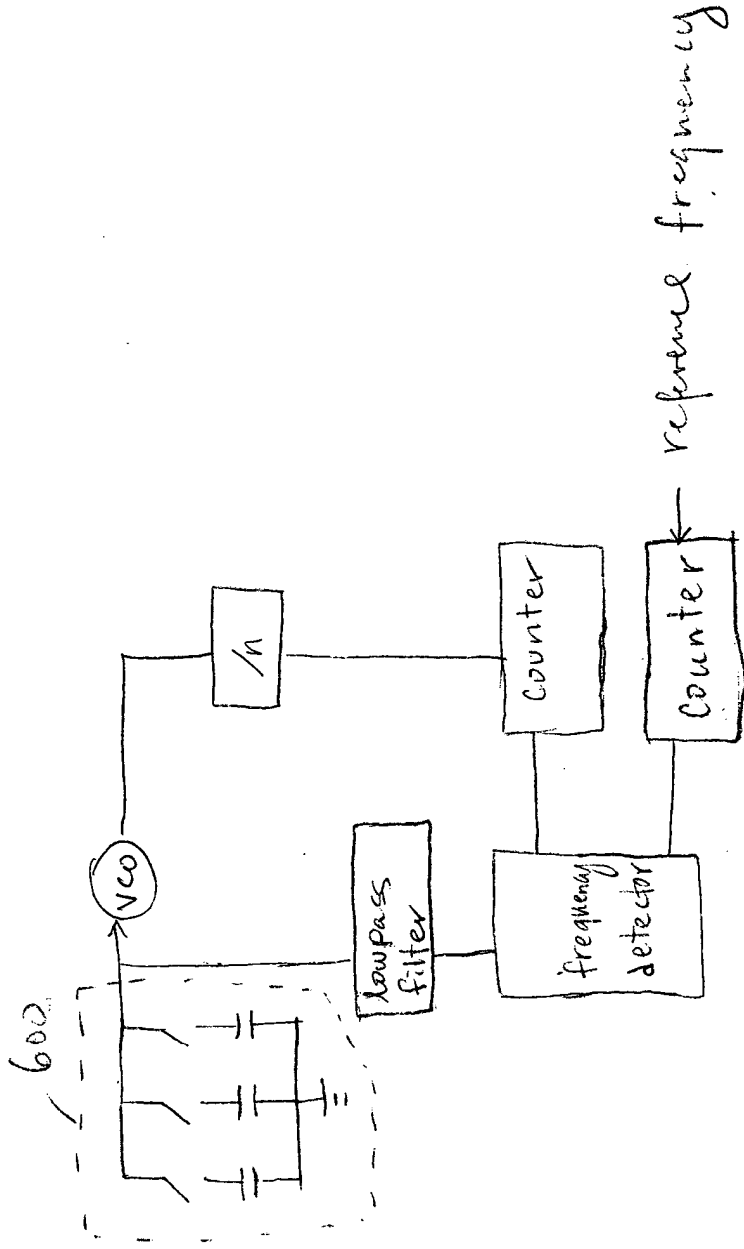 600
VCO
/n
lowpass
filter
frequency
detector
Counter
Counter
reference frequency